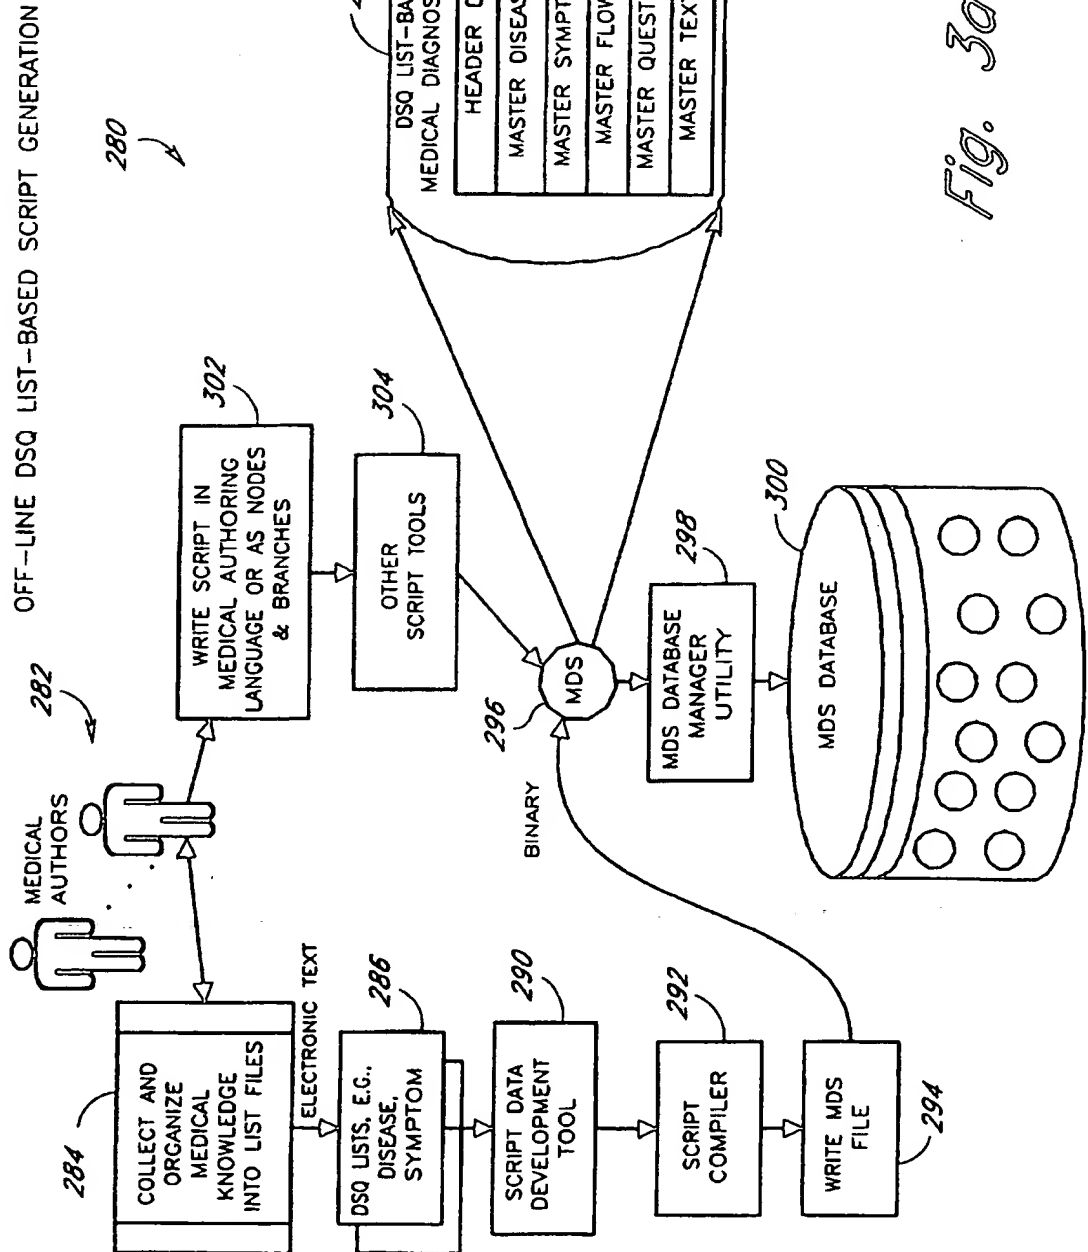 OFF-LINE DSQ LIST-BASED SCRIPT GENERATION
280
282
MEDICAL
AUTHORS
284
COLLECT AND
ORGANIZE
MEDICAL
KNOWLEDGE
INTO LIST FILES
ELECTRONIC TEXT
286
DSQ LISTS, E.G.,
DISEASE,
SYMPTOM
290
SCRIPT DATA
DEVELOPMENT
TOOL
292
SCRIPT
COMPILER
WRITE MDS
FILE
294
BINARY
302
WRITE SCRIPT IN
MEDICAL AUTHORING
LANGUAGE OR AS NODES
& BRANCHES
304
OTHER
SCRIPT TOOLS
296
MDS
298
MDS DATABASE
MANAGER
UTILITY
300
MDS DATABASE
DSQ LIST-BA
MEDICAL DIAGNOS
HEADER
MASTER DISEAS
MASTER SYMPT
MASTER FLOW
MASTER QUEST
MASTER TEXT
Fig. 3a